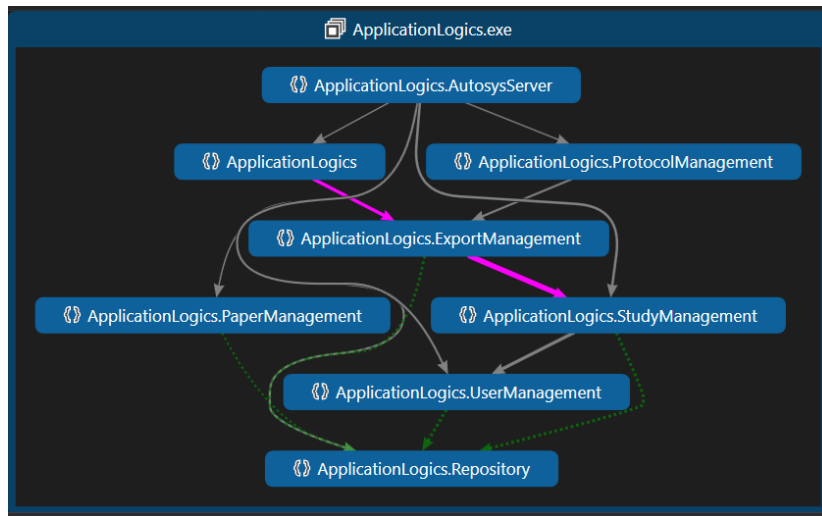 ApplicationLogics.exe
ApplicationLogics.AutosysServer
ApplicationLogics
ApplicationLogics.ProtocolManagement
ApplicationLogics.ExportManagement
ApplicationLogics.PaperManagement
ApplicationLogics.StudyManagement
ApplicationLogics.UserManagement
ApplicationLogics.Repository